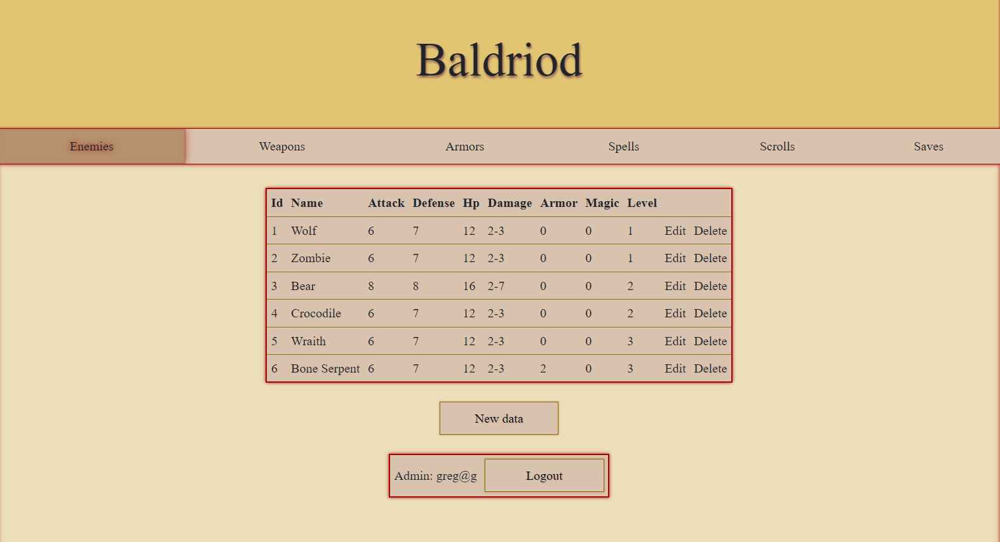 Baldriod
Enemies Weapons Armors Spells Scrolls Saves
Id Name Attack Defense Hp Damage Armor Magic Level
1 Wolf 6 7 12 2-3 0 0 1 Edit Delete
2 Zombie 6 7 12 2-3 0 0 1 Edit Delete
3 Bear 8 8 16 2-7 0 0 2 Edit Delete
4 Crocodile 6 7 12 2-3 0 0 2 Edit Delete
5 Wraith 6 7 12 2-3 0 0 3 Edit Delete
6 Bone Serpent 6 7 12 2-3 2 0 3 Edit Delete
New data
Admin: greg@g Logout